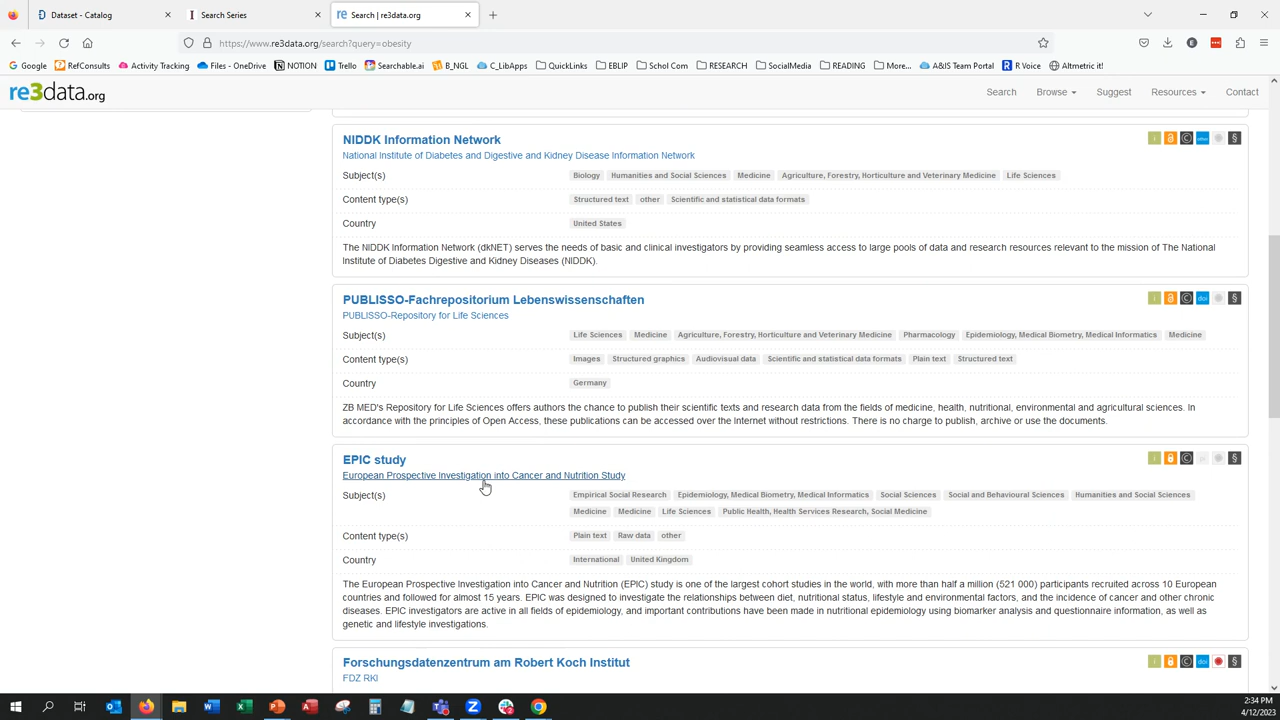 Dataset - Catalog
Search Series
re Search | re3data.org
https://www.re3data.org/search?query=obesity
Google RefConsults Activity Tracking Files - OneDrive NOTION Trello Searchable.ai B_NGL C_LibApps QuickLinks EBLIP Schol Com RESEARCH SocialMedia READING More... A&IS Team Portal R Voice Altmetric it!
re3data.org
Search Browse Suggest Resources Contact
NIDDK Information Network
National Institute of Diabetes and Digestive and Kidney Disease Information Network
Subject(s) Biology Humanities and Social Sciences Medicine Agriculture, Forestry, Horticulture and Veterinary Medicine Life Sciences
Content type(s) Structured text other Scientific and statistical data formats
Country United States
The NIDDK Information Network (dkNET) serves the needs of basic and clinical investigators by providing seamless access to large pools of data and research resources relevant to the mission of The National
Institute of Diabetes Digestive and Kidney Diseases (NIDDK).
PUBLISSO-Fachrepositorium Lebenswissenschaften
PUBLISSO-Repository for Life Sciences
Subject(s) Life Sciences Medicine Agriculture, Forestry, Horticulture and Veterinary Medicine Pharmacology Epidemiology, Medical Biometry, Medical Informatics Medicine
Content type(s) Images Structured graphics Audiovisual data Scientific and statistical data formats Plain text Structured text
Country Germany
ZB MED's Repository for Life Sciences offers authors the chance to publish their scientific texts and research data from the fields of medicine, health, nutritional, environmental and agricultural sciences. In
accordance with the principles of Open Access, these publications can be accessed over the Internet without restrictions. There is no charge to publish, archive or use the documents.
EPIC study
European Prospective Investigation into Cancer and Nutrition Study
Subject(s) Empirical Social Research Epidemiology, Medical Biometry, Medical Informatics Social Sciences Social and Behavioural Sciences Humanities and Social Sciences
Medicine Medicine Life Sciences Public Health, Health Services Research, Social Medicine
Content type(s) Plain text Raw data other
Country International United Kingdom
The European Prospective Investigation into Cancer and Nutrition (EPIC) study is one of the largest cohort studies in the world, with more than half a million (521 000) participants recruited across 10 European
countries and followed for almost 15 years. EPIC was designed to investigate the relationships between diet, nutritional status, lifestyle and environmental factors, and the incidence of cancer and other chronic
diseases. EPIC investigators are active in all fields of epidemiology, and important contributions have been made in nutritional epidemiology using biomarker analysis and questionnaire information, as well as
genetic and lifestyle investigations.
Forschungsdatenzentrum am Robert Koch Institut
FDZ RKI
2:34 PM
4/12/2023